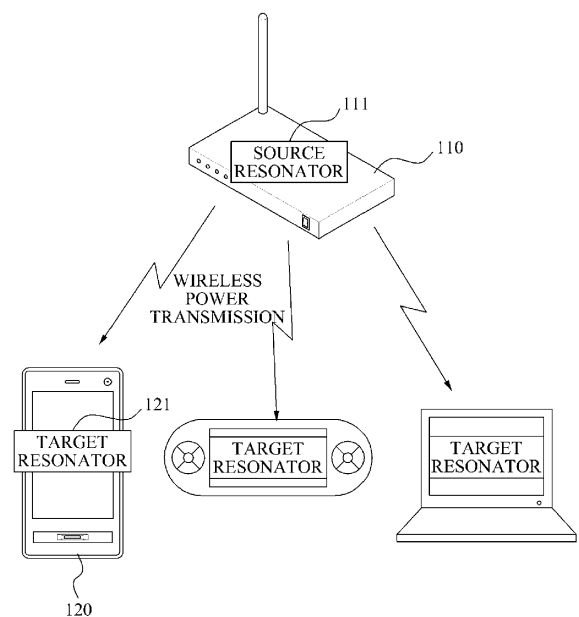 111
SOURCE
RESONATOR
110
WIRELESS
POWER
TRANSMISSION
121
TARGET
RESONATOR
TARGET
RESONATOR
TARGET
RESONATOR
120